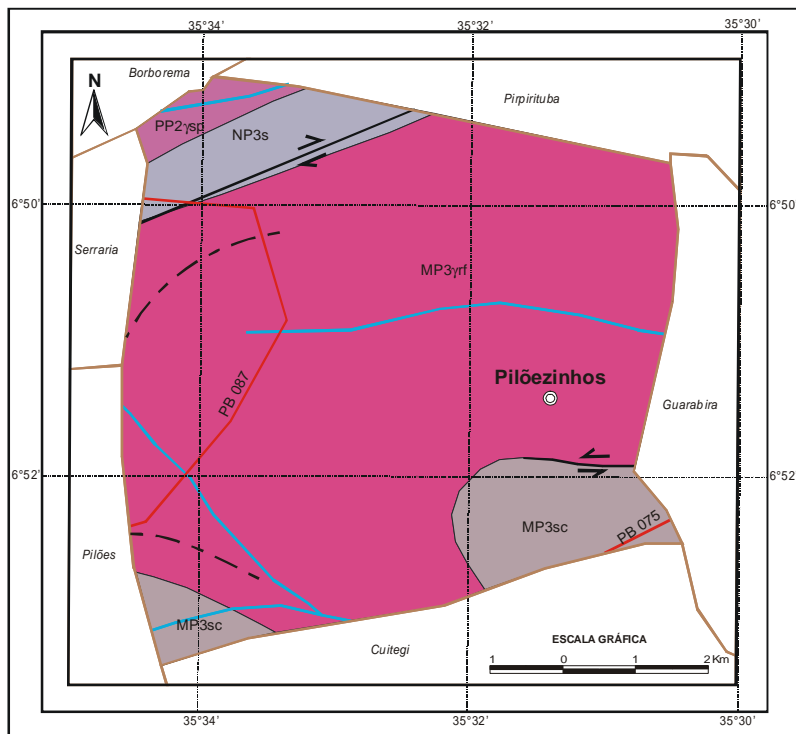 35°34'
35°32'
35°30'
Borborema
N
Pirpirituba
PP2γsp
NP3s
6°50'
6°50'
Serraria
MP3γrf
PB 087
Pilõezinhos
Guarabira
6°52'
6°52'
MP3sc
PB 075
Pilões
MP3sc
ESCALA GRÁFICA
Cuitegi
1 0 1 2 Km
35°34'
35°32'
35°30'